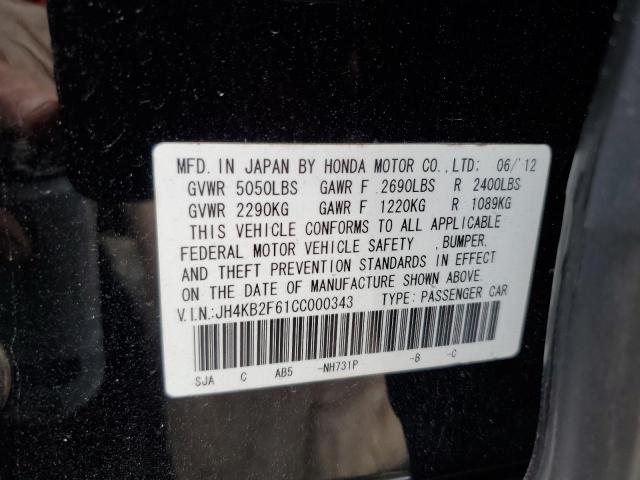 MFD. IN JAPAN BY HONDA MOTOR CO., LTD: 06/'12
GVWR 5050LBS GAWR F 2690LBS R 2400LBS
GVWR 2290KG GAWR F 1220KG R 1089KG
THIS VEHICLE CONFORMS TO ALL APPLICABLE
FEDERAL MOTOR VEHICLE SAFETY , BUMPER,
AND THEFT PREVENTION STANDARDS IN EFFECT
ON THE DATE OF MANUFACTURE SHOWN ABOVE.
V.I.N.:JH4KB2F61CC000343 TYPE: PASSENGER CAR
SJA C AB5 -NH731P -B -C